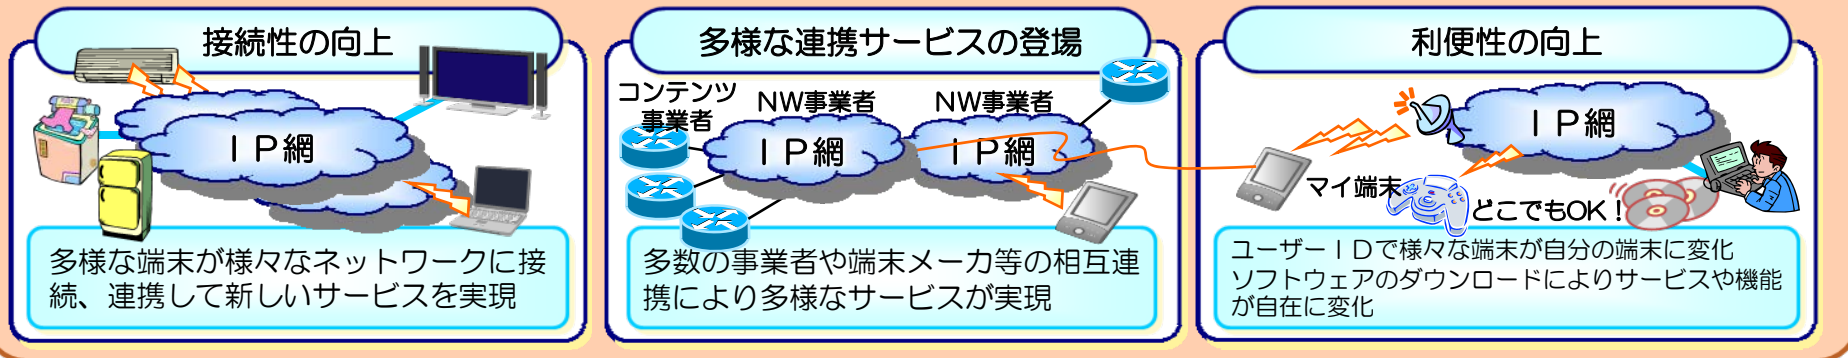 接続性の向上
IP網
多様な端末が様々なネットワークに接
続、連携して新しいサービスを実現
多様な連携サービスの登場
コンテンツ
事業者
NW事業者
NW事業者
IP網
IP網
多数の事業者や端末メーカ等の相互連
携により多様なサービスが実現
利便性の向上
IP網
マイ端末
どこでもOK!
ユーザーIDで様々な端末が自分の端末に変化
ソフトウェアのダウンロードによりサービスや機能
が自在に変化